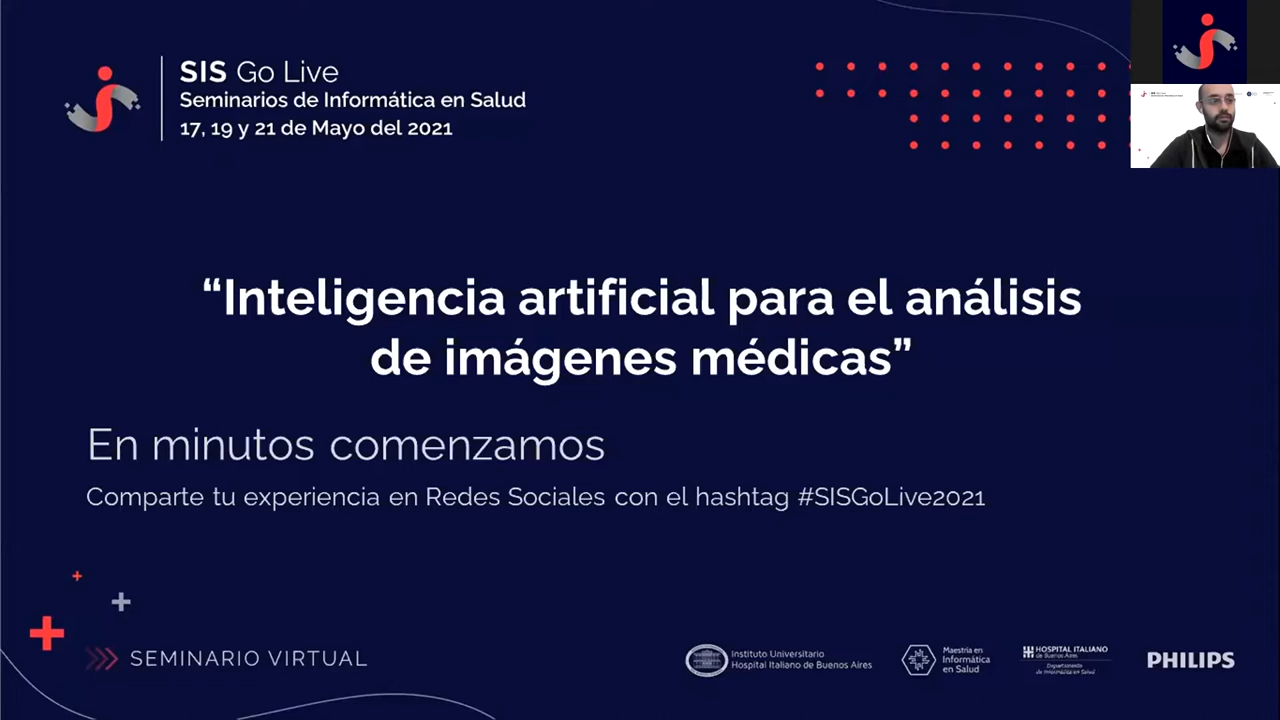 SIS Go Live
Seminarios de Informática en Salud
17, 19 y 21 de Mayo del 2021
“Inteligencia artificial para el análisis
de imágenes médicas”
En minutos comenzamos
Comparte tu experiencia en Redes Sociales con el hashtag #SISGoLive2021
SEMINARIO VIRTUAL
Instituto Universitario
Hospital Italiano de Buenos Aires
Maestría en
Informática
en Salud
HOSPITAL ITALIANO
de Buenos Aires
Departamento
de Informática en Salud
PHILIPS